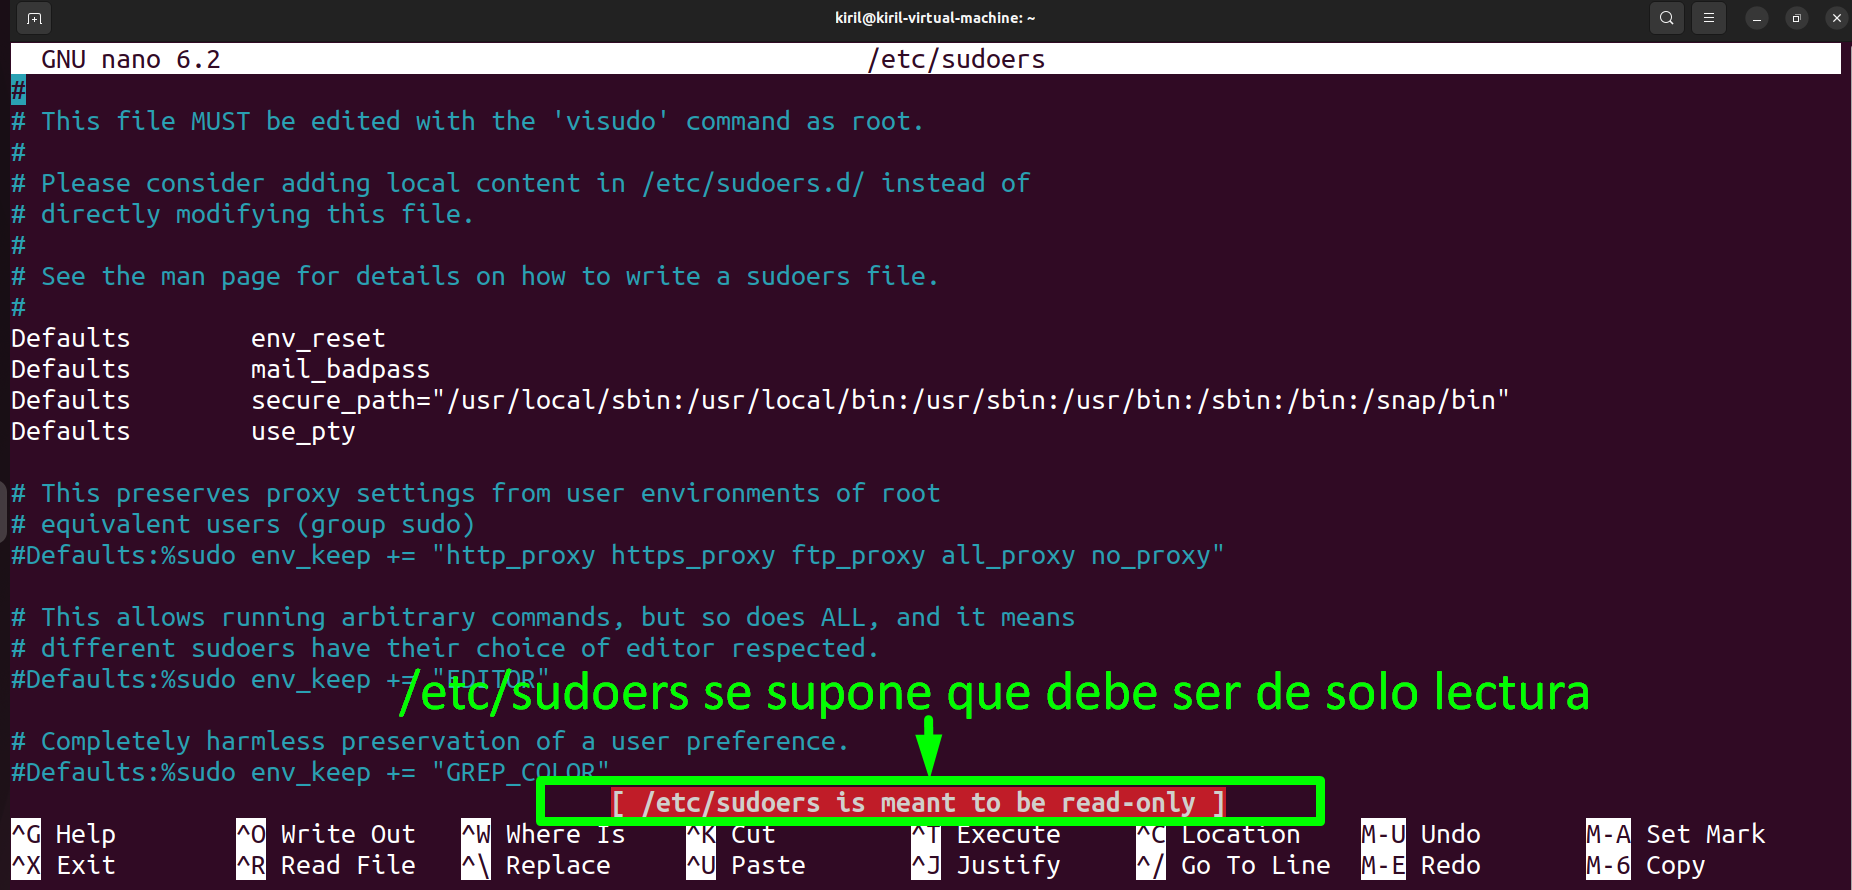 kiril@kiril-virtual-machine: ~
GNU nano 6.2 /etc/sudoers
#
# This file MUST be edited with the 'visudo' command as root.
#
# Please consider adding local content in /etc/sudoers.d/ instead of
# directly modifying this file.
#
# See the man page for details on how to write a sudoers file.
#
Defaults env_reset
Defaults mail_badpass
Defaults secure_path="/usr/local/sbin:/usr/local/bin:/usr/sbin:/usr/bin:/sbin:/bin:/snap/bin"
Defaults use_pty
# This preserves proxy settings from user environments of root
# equivalent users (group sudo)
#Defaults:%sudo env_keep += "http_proxy https_proxy ftp_proxy all_proxy no_proxy"
# This allows running arbitrary commands, but so does ALL, and it means
# different sudoers have their choice of editor respected.
#Defaults:%sudo env_keep += "EDITOR"
/etc/sudoers se supone que debe ser de solo lectura
# Completely harmless preservation of a user preference.
#Defaults:%sudo env_keep += "GREP_COLOR"
[ /etc/sudoers is meant to be read-only ]
^G Help ^O Write Out ^W Where Is ^K Cut ^T Execute ^C Location M-U Undo M-A Set Mark
^X Exit ^R Read File ^\ Replace ^U Paste ^J Justify ^/ Go To Line M-E Redo M-6 Copy